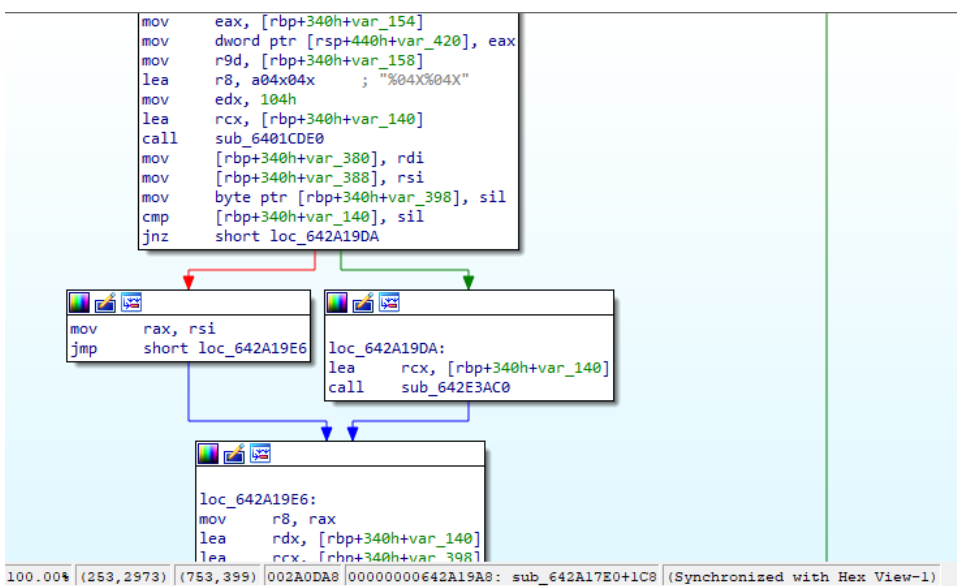 mov eax, [rbp+340h+var_154]
mov dword ptr [rsp+440h+var_420], eax
mov r9d, [rbp+340h+var_158]
lea r8, a04x04x ; "%04X%04X"
mov edx, 104h
lea rcx, [rbp+340h+var_140]
call sub_6401CDE0
mov [rbp+340h+var_380], rdi
mov [rbp+340h+var_388], rsi
mov byte ptr [rbp+340h+var_398], sil
cmp [rbp+340h+var_140], sil
jnz short loc_642A19DA
mov rax, rsi
jmp short loc_642A19E6
loc_642A19DA:
lea rcx, [rbp+340h+var_140]
call sub_642E3AC0
loc_642A19E6:
mov r8, rax
lea rdx, [rbp+340h+var_140]
lea rcx, [rbp+340h+var_398]
100.00% (253,2973) (753,399) 002A0DA8 00000000642A19A8: sub_642A17E0+1C8 (Synchronized with Hex View-1)